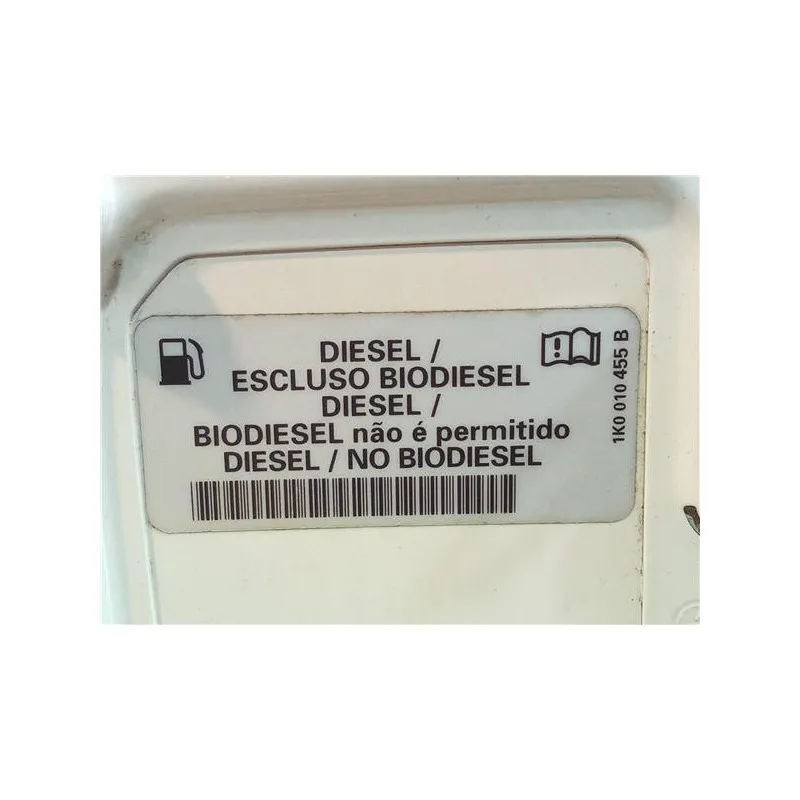 DIESEL /
ESCLUSO BIODIESEL
DIESEL /
BIODIESEL não é permitido
DIESEL / NO BIODIESEL
1K0 010 455 B